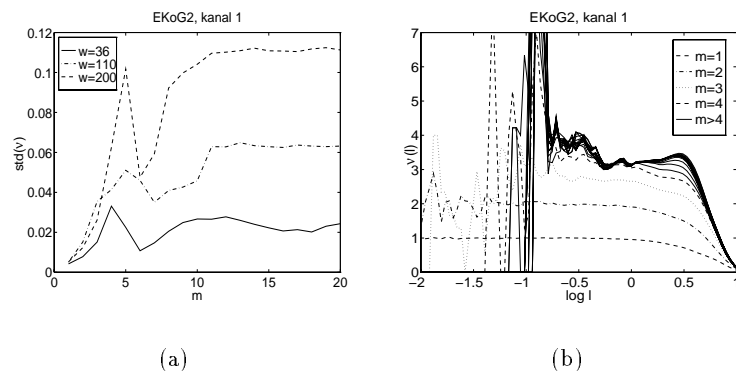 EKoG2, kanal 1
0.12
0.1
0.08
0.06
0.04
0.02
0
std(ν)
w=36
w=110
w=200
0 5 10 15 20
m
(a)
EKoG2, kanal 1
7
6
5
4
3
2
1
0
ν (l)
m=1
m=2
m=3
m=4
m>4
−2 −1.5 −1 −0.5 0 0.5 1
log l
(b)